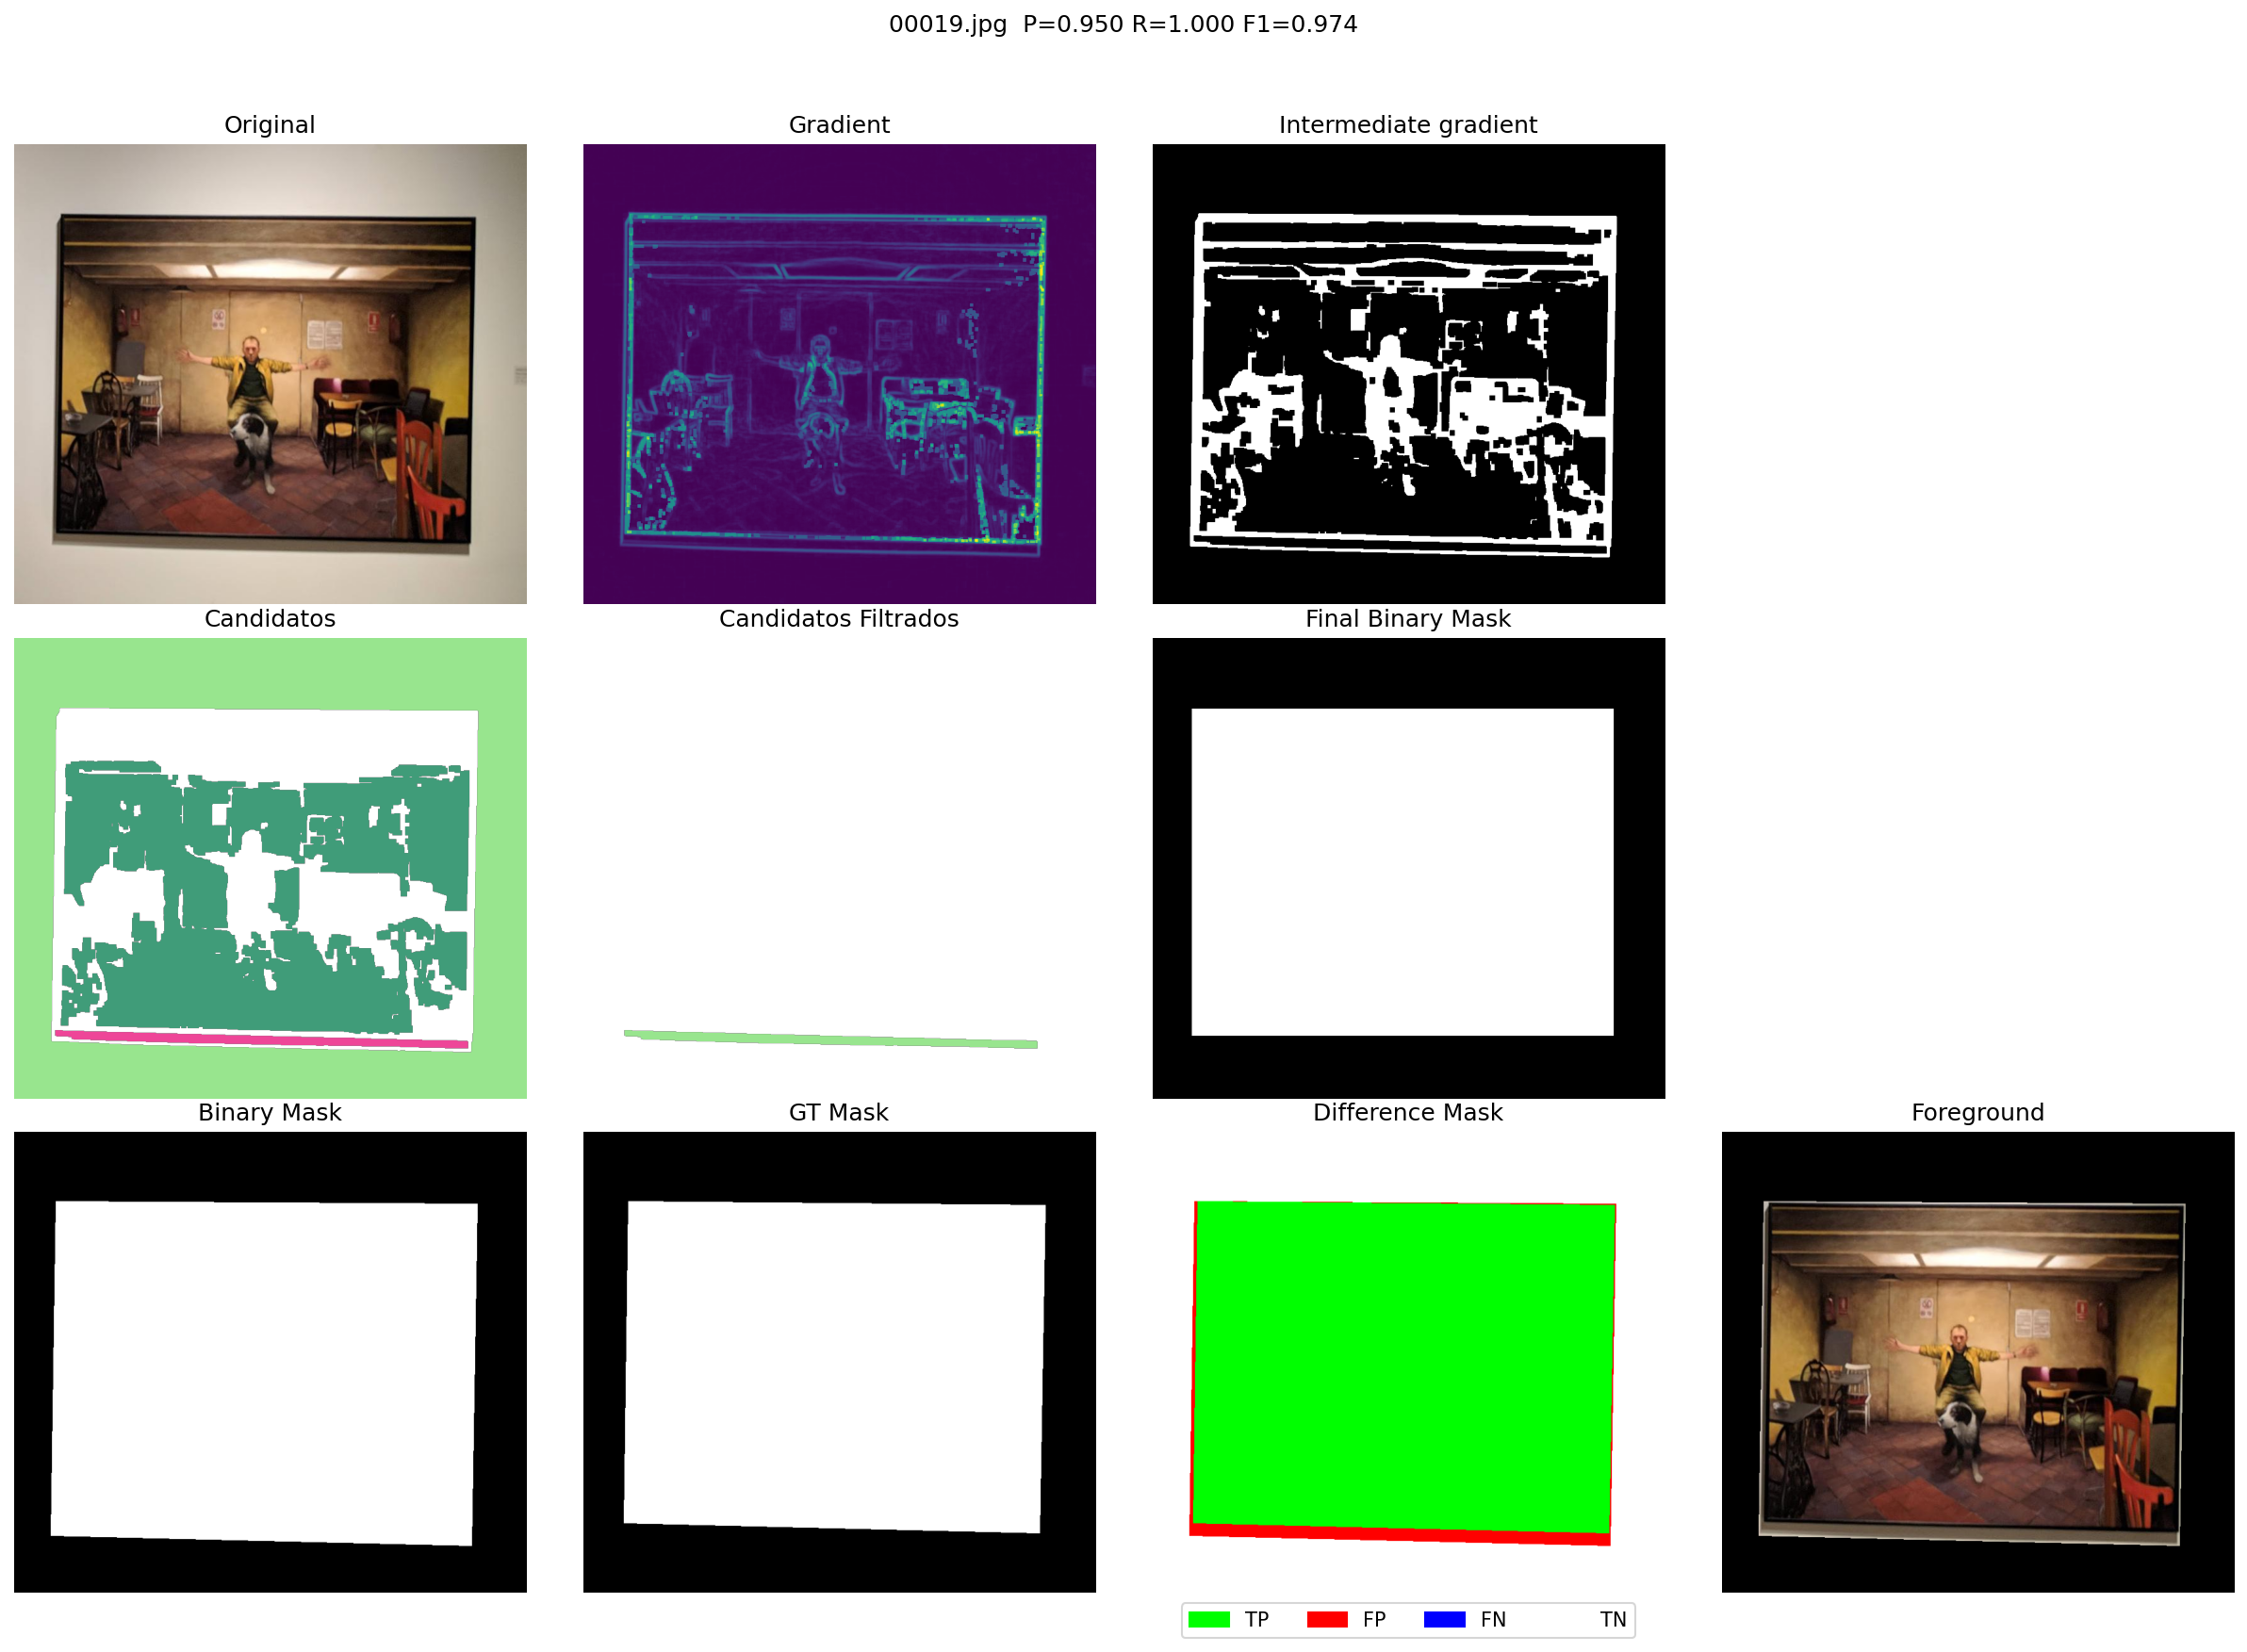 00019.jpg  P=0.950 R=1.000 F1=0.974
Original
Gradient
Intermediate gradient
Candidatos
Candidatos Filtrados
Final Binary Mask
Binary Mask
GT Mask
Difference Mask
Foreground
TP
FP
FN
TN